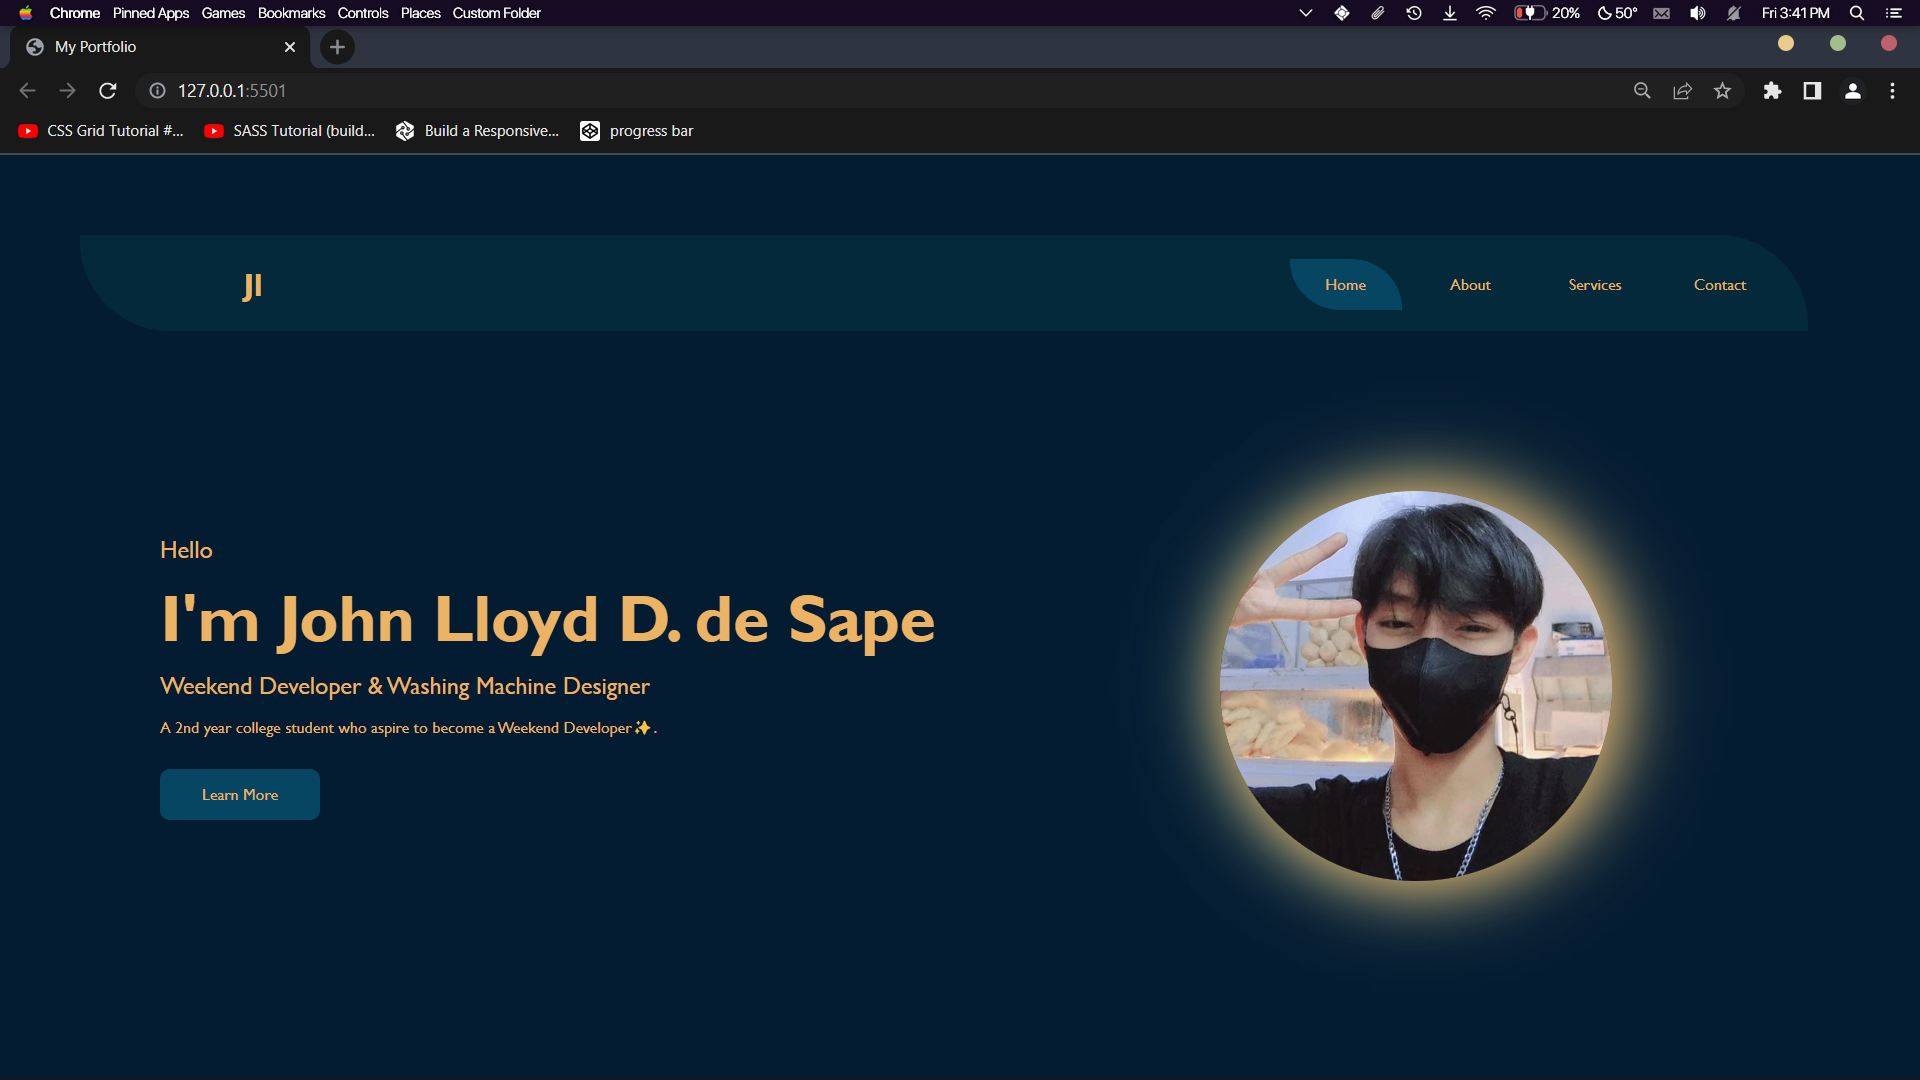 Chrome Pinned Apps Games Bookmarks Controls Places Custom Folder 20% 50° Fri 3:41 PM
My Portfolio
127.0.0.1:5501
CSS Grid Tutorial #... SASS Tutorial (build... Build a Responsive... progress bar
Jl Home About Services Contact
Hello
I'm John Lloyd D. de Sape
Weekend Developer & Washing Machine Designer
A 2nd year college student who aspire to become a Weekend Developer✨.
Learn More